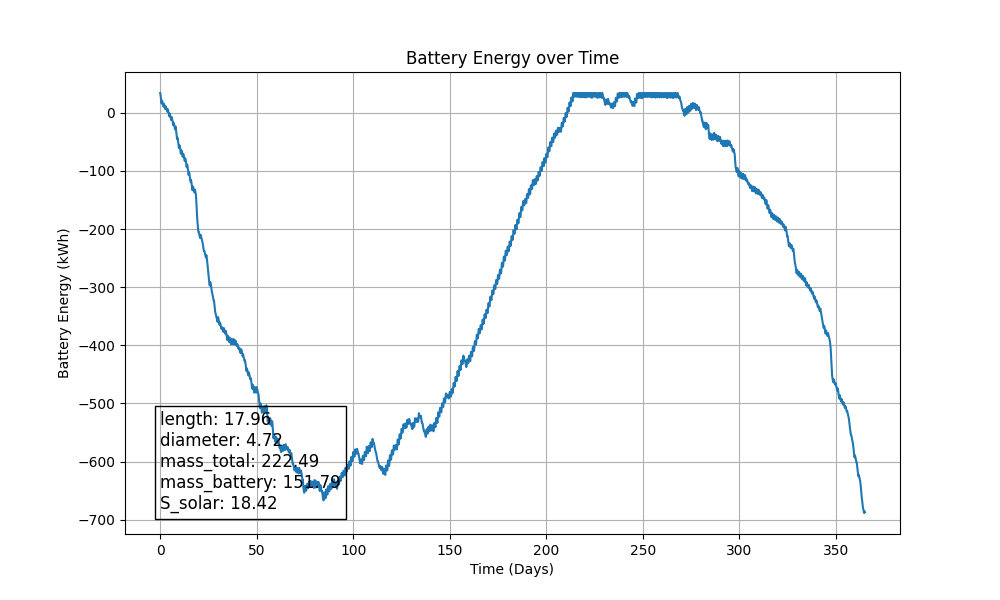 Battery Energy over Time
Battery Energy (kWh)
0
−100
−200
−300
−400
−500
−600
−700
length: 17.96
diameter: 4.72
mass_total: 222.49
mass_battery: 151.79
S_solar: 18.42
0 50 100 150 200 250 300 350
Time (Days)